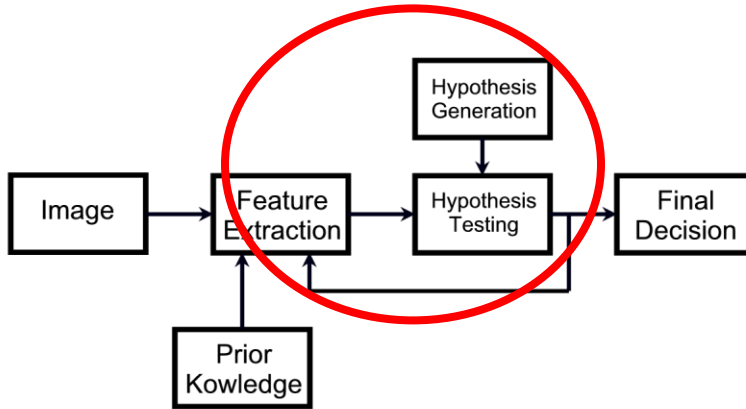 Hypothesis
Generation
Image
Feature
Extraction
Hypothesis
Testing
Final
Decision
Prior
Kowledge